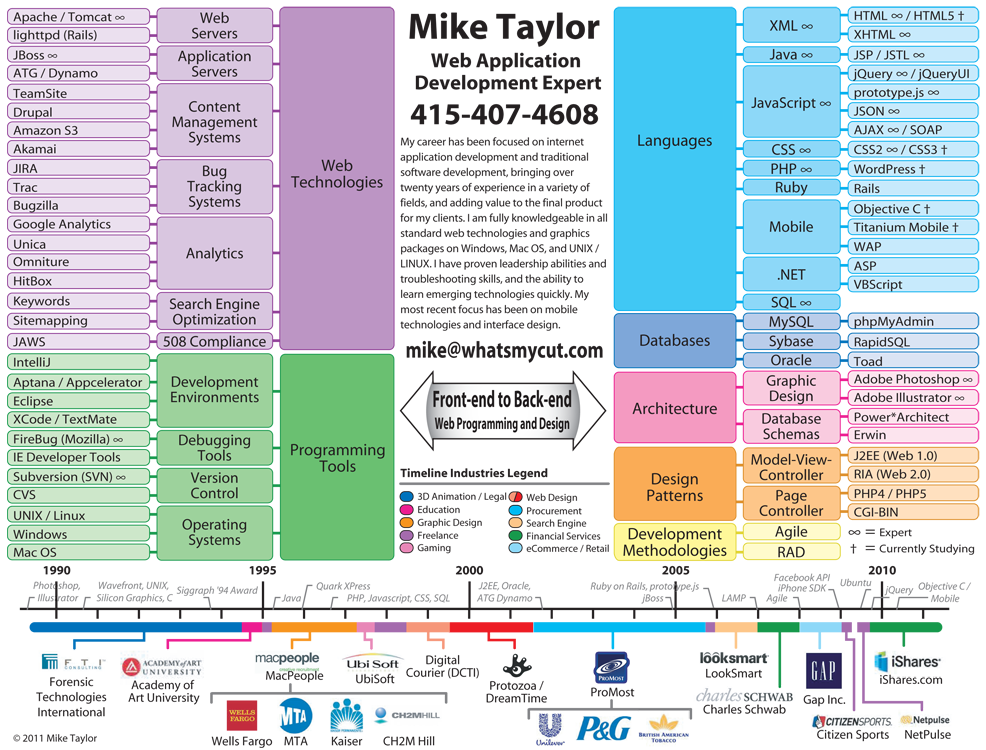 Mike Taylor
Web Application
Development Expert
415-407-4608
My career has been focused on internet
application development and traditional
software development, bringing over
twenty years of experience in a variety of
fields, and adding value to the final product
for my clients. I am fully knowledgeable in all
standard web technologies and graphics
packages on Windows, Mac OS, and UNIX /
LINUX. I have proven leadership abilities and
troubleshooting skills, and the ability to
learn emerging technologies quickly. My
most recent focus has been on mobile
technologies and interface design.
mike@whatsmycut.com
Front-end to Back-end
Web Programming and Design
Apache / Tomcat ∞
lighttpd (Rails)
Web
Servers
JBoss ∞
ATG / Dynamo
Application
Servers
TeamSite
Drupal
Amazon S3
Akamai
Content
Management
Systems
JIRA
Trac
Bugzilla
Bug
Tracking
Systems
Google Analytics
Unica
Omniture
HitBox
Analytics
Keywords
Sitemapping
Search Engine
Optimization
JAWS
508 Compliance
Web
Technologies
IntelliJ
Aptana / Appcelerator
Eclipse
XCode / TextMate
Development
Environments
FireBug (Mozilla) ∞
IE Developer Tools
Debugging
Tools
Subversion (SVN) ∞
CVS
Version
Control
UNIX / Linux
Windows
Mac OS
Operating
Systems
Programming
Tools
Languages
XML ∞
HTML ∞ / HTML5 †
XHTML ∞
Java ∞
JSP / JSTL ∞
JavaScript ∞
jQuery ∞ / jQueryUI
prototype.js ∞
JSON ∞
AJAX ∞ / SOAP
CSS ∞
CSS2 ∞ / CSS3 †
PHP ∞
WordPress †
Ruby
Rails
Mobile
Objective C †
Titanium Mobile †
WAP
.NET
ASP
VBScript
SQL ∞
Databases
MySQL
phpMyAdmin
Sybase
RapidSQL
Oracle
Toad
Architecture
Graphic
Design
Adobe Photoshop ∞
Adobe Illustrator ∞
Database
Schemas
Power*Architect
Erwin
Design
Patterns
Model-View-
Controller
J2EE (Web 1.0)
RIA (Web 2.0)
Page
Controller
PHP4 / PHP5
CGI-BIN
Development
Methodologies
Agile
RAD
∞ = Expert
† = Currently Studying
Timeline Industries Legend
3D Animation / Legal
Education
Graphic Design
Freelance
Gaming
Web Design
Procurement
Search Engine
Financial Services
eCommerce / Retail
1990 1995 2000 2005 2010
Photoshop,
Illustrator
Wavefront, UNIX,
Silicon Graphics, C
Siggraph '94 Award
Java
Quark XPress
PHP, Javascript, CSS, SQL
J2EE, Oracle,
ATG Dynamo
Ruby on Rails, prototype.js
jBoss
LAMP
Agile
Facebook API
iPhone SDK
Ubuntu
jQuery
Objective C /
Mobile
FTI
CONSULTING
Forensic
Technologies
International
ACADEMY of ART
UNIVERSITY
Academy of
Art University
macpeople
MacPeople
Ubi Soft
UbiSoft
Digital
Courier (DCTI)
Protozoa /
DreamTime
ProMost
ProMost
looksmart
LookSmart
charles SCHWAB
Charles Schwab
GAP
Gap Inc.
iShares
iShares.com
WELLS
FARGO
Wells Fargo
MTA
MTA
KAISER
Kaiser
CH2MHILL
CH2M Hill
Unilever
P&G
BRITISH AMERICAN
TOBACCO
CITIZENSPORTS
Citizen Sports
Netpulse
NetPulse
© 2011 Mike Taylor